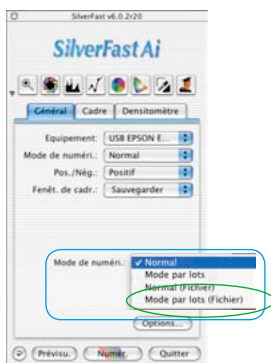 SilverFast v6.0.2r20
SilverFast Ai
Général Cadre Densitomètre
Equipement: USB EPSON E...
Mode de numéri.: Normal
Pos./Nég.: Positif
Fenêt. de cadr.: Sauvegarder
Mode de numéri.: ✓ Normal
Mode par lots
Normal (Fichier)
Mode par lots (Fichier)
Options...
Prévisu. Numér. Quitter